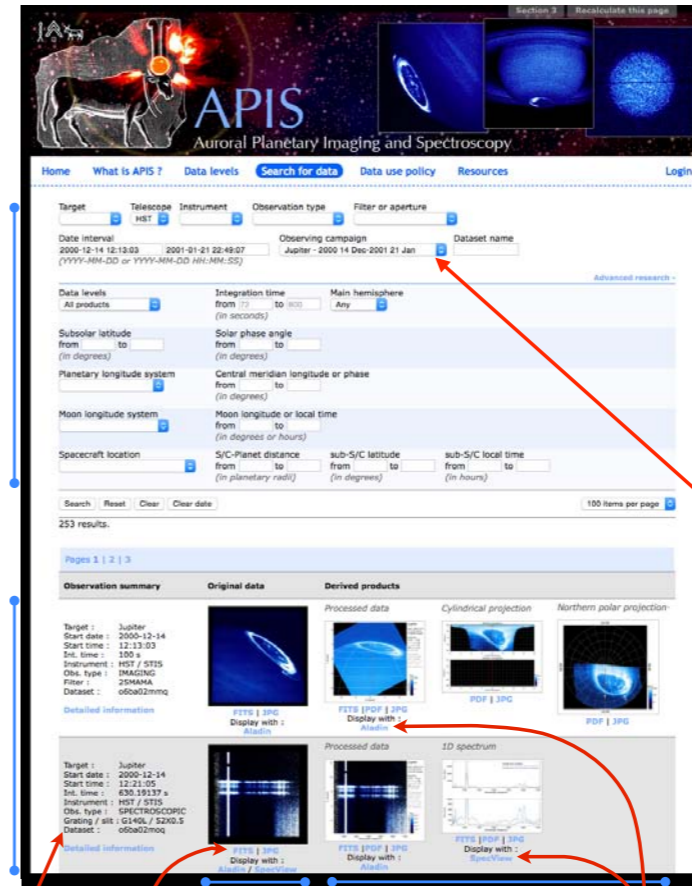 Section 3 Recalculate this page
APIS
Auroral Planetary Imaging and Spectroscopy
Home What is APIS ? Data levels Search for data Data use policy Resources Login
Target Telescope Instrument Observation type Filter or aperture
HST
Date interval Observing campaign Dataset name
2000-12-14 12:13:03 2001-01-21 22:49:07 Jupiter - 2000 14 Dec-2001 21 Jan
(YYYY-MM-DD or YYYY-MM-DD HH:MM:SS)
Advanced research -
Data levels Integration time Main hemisphere
All products from 72 to 800 Any
(in seconds)
Subsolar latitude Solar phase angle
from to from to
(in degrees) (in degrees)
Planetary longitude system Central meridian longitude or phase
from to
(in degrees)
Moon longitude system Moon longitude or local time
from to
(in degrees or hours)
Spacecraft location S/C-Planet distance sub-S/C latitude sub-S/C local time
from to from to from to
(in planetary radii) (in degrees) (in hours)
Search Reset Clear Clear date 100 items per page
253 results.
Pages 1 | 2 | 3
Observation summary Original data Derived products
Processed data Cylindrical projection Northern polar projection
Target : Jupiter
Start date : 2000-12-14
Start time : 12:13:03
Int. time : 100 s
Instrument : HST / STIS
Obs. type : IMAGING
Filter : 25MAMA
Dataset : o6ba02mmq
Detailed information
FITS | JPG
Display with :
Aladin
FITS |PDF | JPG
Display with :
Aladin
PDF | JPG
PDF | JPG
Processed data 1D spectrum
Target : Jupiter
Start date : 2000-12-14
Start time : 12:21:05
Int. time : 630.19137 s
Instrument : HST / STIS
Obs. type : SPECTROSCOPIC
Grating / slit : G140L / 52X0.5
Dataset : o6ba02moq
Detailed information
FITS | JPG
Display with :
Aladin / SpecView
FITS |PDF | JPG
Display with :
Aladin
FITS |PDF | JPG
Display with :
SpecView